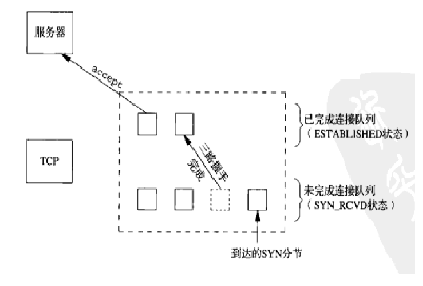 服务器
accept
已完成连接队列
（ESTABLISHED状态）
三路握手
完成
TCP
未完成连接队列
（SYN_RCVD状态）
到达的SYN分节